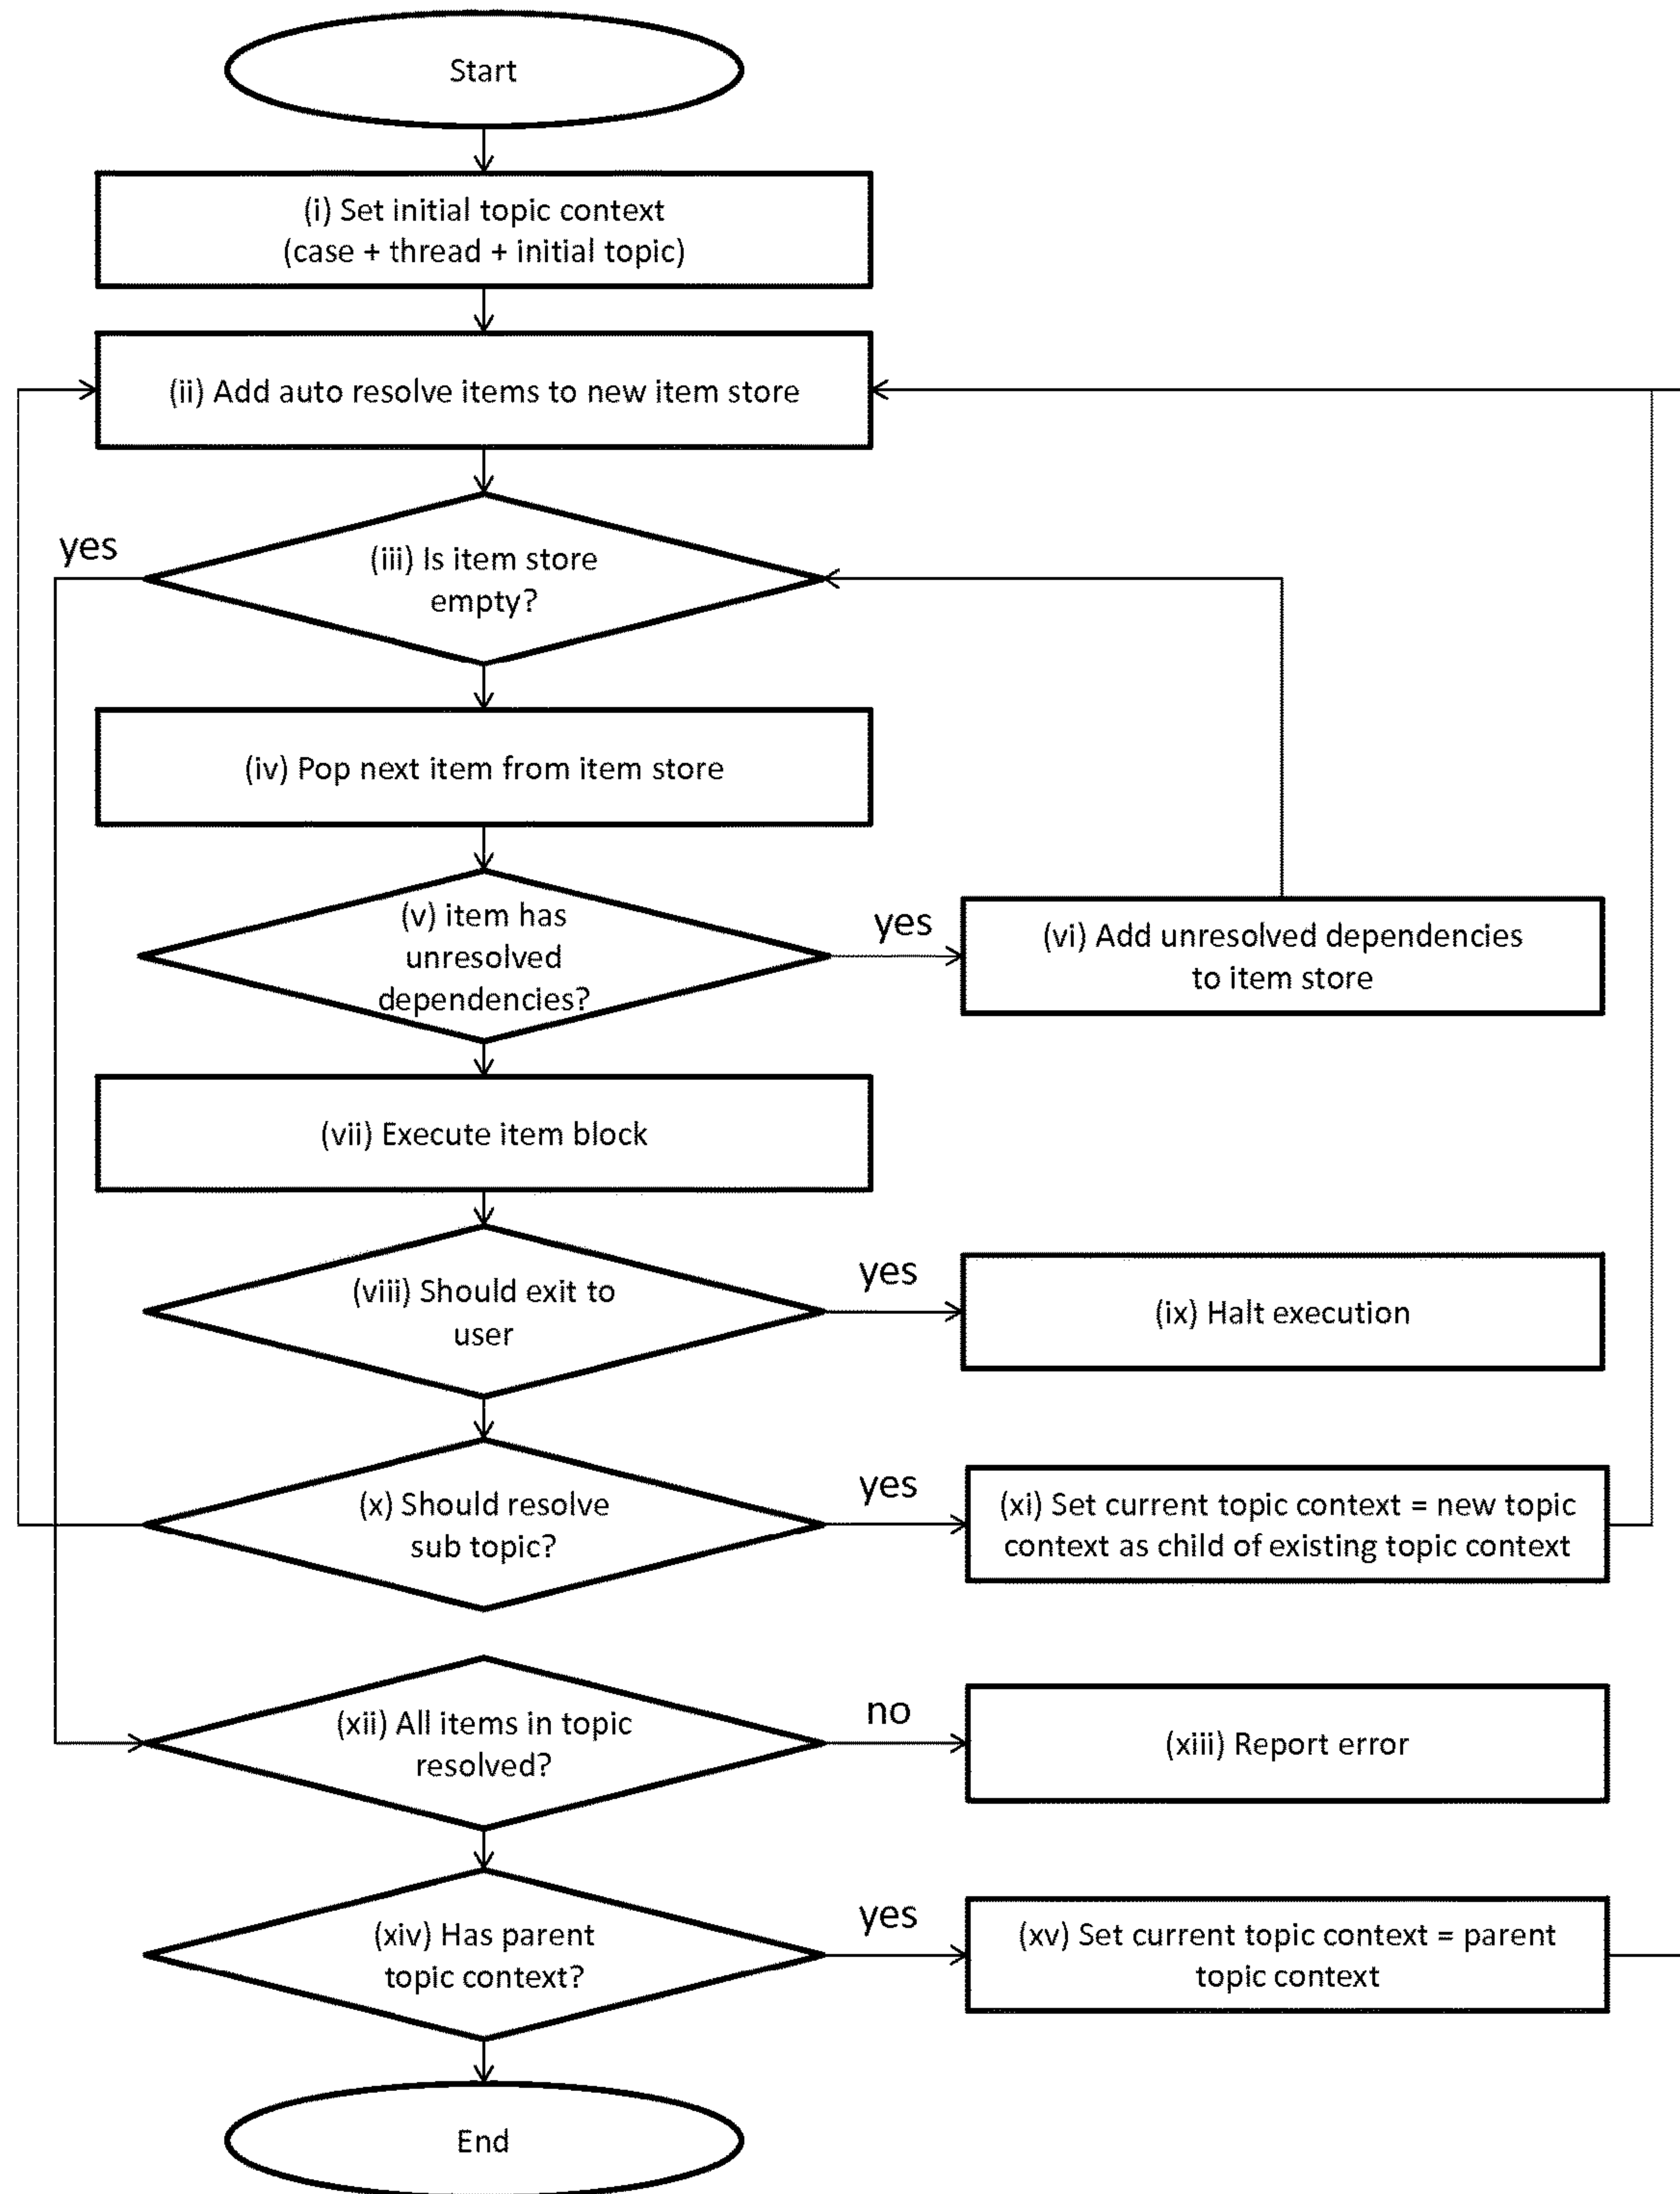 Start
(i) Set initial topic context
(case + thread + initial topic)
(ii) Add auto resolve items to new item store
yes
(iii) Is item store
empty?
(iv) Pop next item from item store
(v) item has
unresolved
dependencies?
yes
(vi) Add unresolved dependencies
to item store
(vii) Execute item block
(viii) Should exit to
user
yes
(ix) Halt execution
(x) Should resolve
sub topic?
yes
(xi) Set current topic context = new topic
context as child of existing topic context
(xii) All items in topic
resolved?
no
(xiii) Report error
(xiv) Has parent
topic context?
yes
(xv) Set current topic context = parent
topic context
End